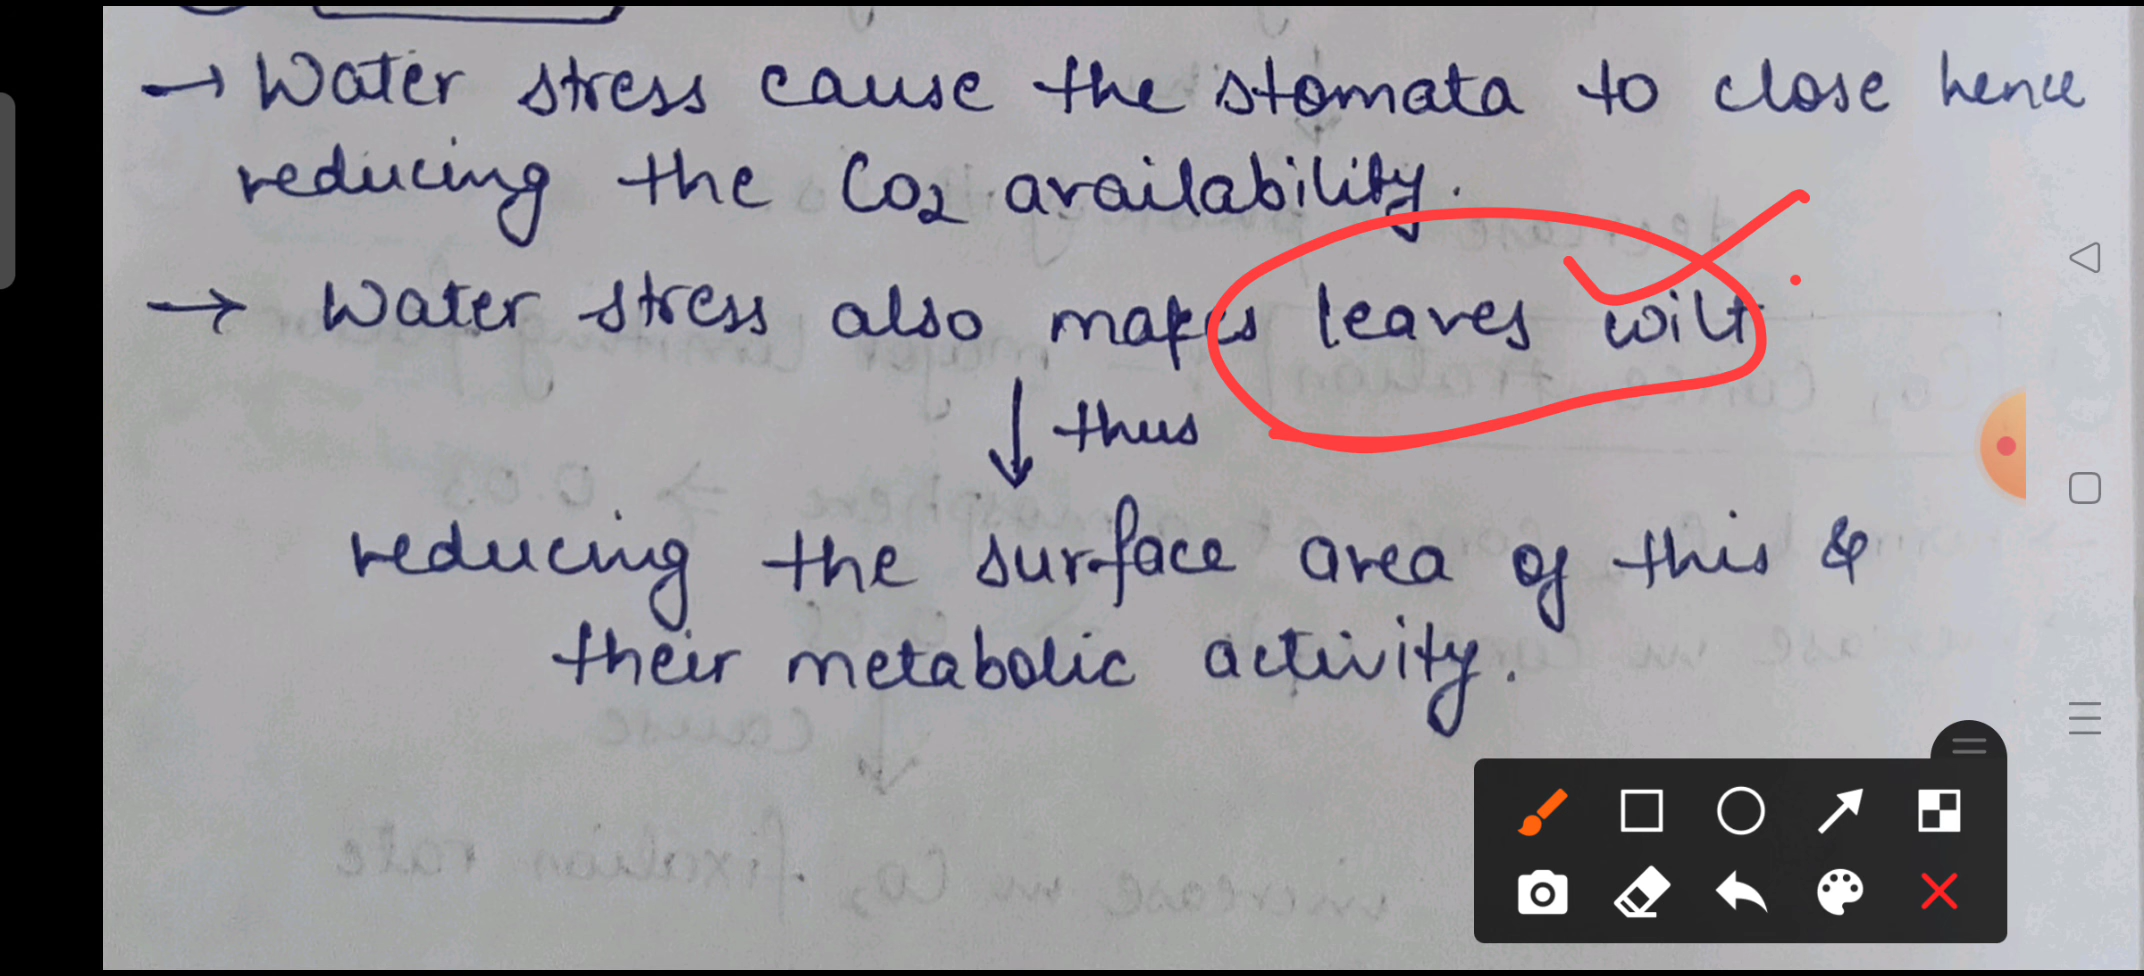 → Water stress cause the stomata to close hence
reducing the Co2 availability.
→ Water stress also makes leaves wilt
↓ thus
reducing the surface area of this &
their metabolic activity.